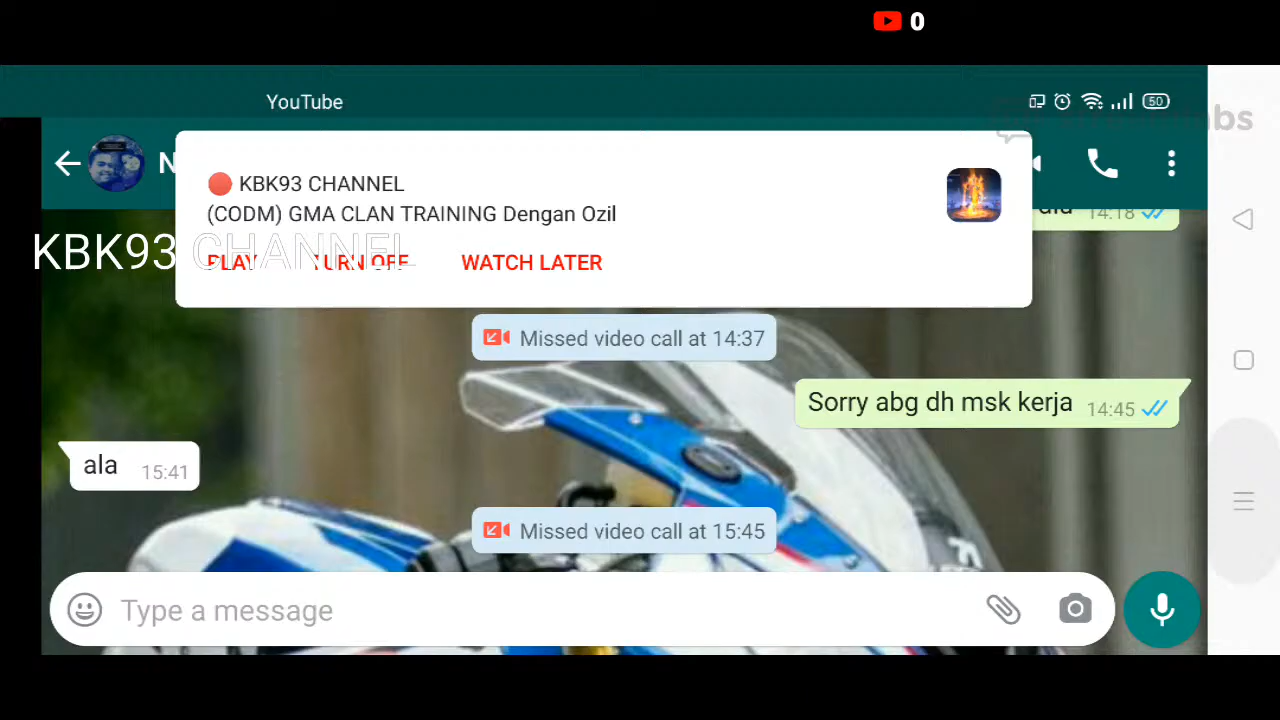 0
YouTube
50
N
🔴 KBK93 CHANNEL
(CODM) GMA CLAN TRAINING Dengan Ozil
14:18
KBK93 CHANNEL
PLAY TURN OFF WATCH LATER
Missed video call at 14:37
Sorry abg dh msk kerja 14:45
ala 15:41
Missed video call at 15:45
Type a message